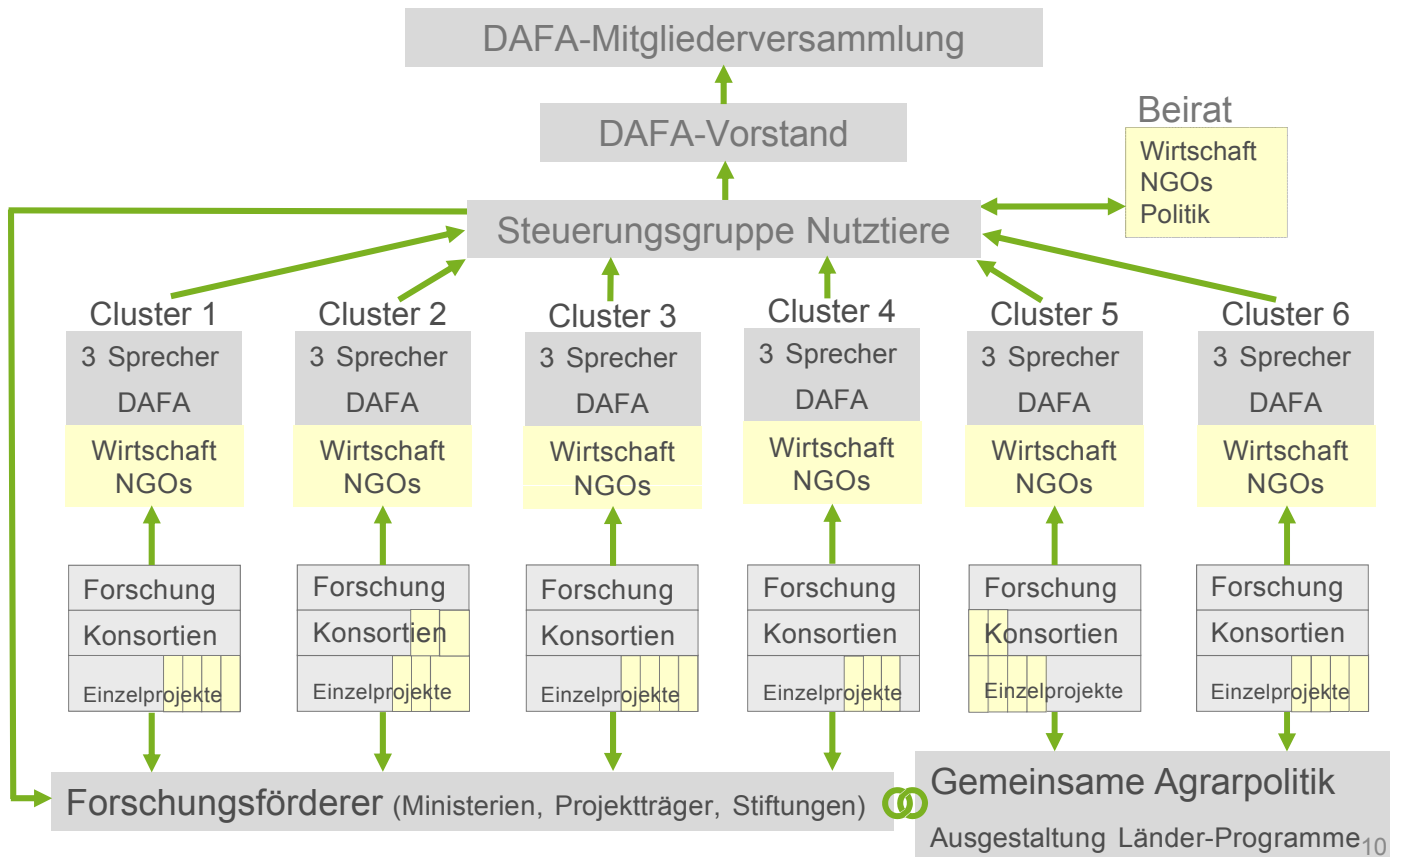 DAFA-Mitgliederversammlung
DAFA-Vorstand
Beirat
Wirtschaft
NGOs
Politik
Steuerungsgruppe Nutztiere
Cluster 1
3 Sprecher
DAFA
Wirtschaft
NGOs
Forschung
Konsortien
Einzelprojekte
Cluster 2
3 Sprecher
DAFA
Wirtschaft
NGOs
Forschung
Konsortien
Einzelprojekte
Cluster 3
3 Sprecher
DAFA
Wirtschaft
NGOs
Forschung
Konsortien
Einzelprojekte
Cluster 4
3 Sprecher
DAFA
Wirtschaft
NGOs
Forschung
Konsortien
Einzelprojekte
Cluster 5
3 Sprecher
DAFA
Wirtschaft
NGOs
Forschung
Konsortien
Einzelprojekte
Cluster 6
3 Sprecher
DAFA
Wirtschaft
NGOs
Forschung
Konsortien
Einzelprojekte
Forschungsförderer (Ministerien, Projektträger, Stiftungen)
Gemeinsame Agrarpolitik
Ausgestaltung Länder-Programme
10